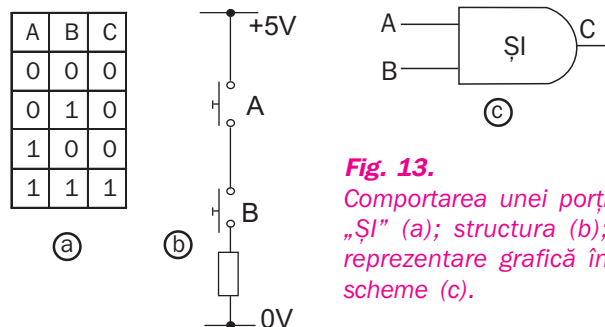 A B C
0 0 0
0 1 0
1 0 0
1 1 1
a
+5V
A
B
0V
b
A
B
ȘI
C
c
Fig. 13.
Comportarea unei porți
„ȘI” (a); structura (b);
reprezentare grafică în
scheme (c).